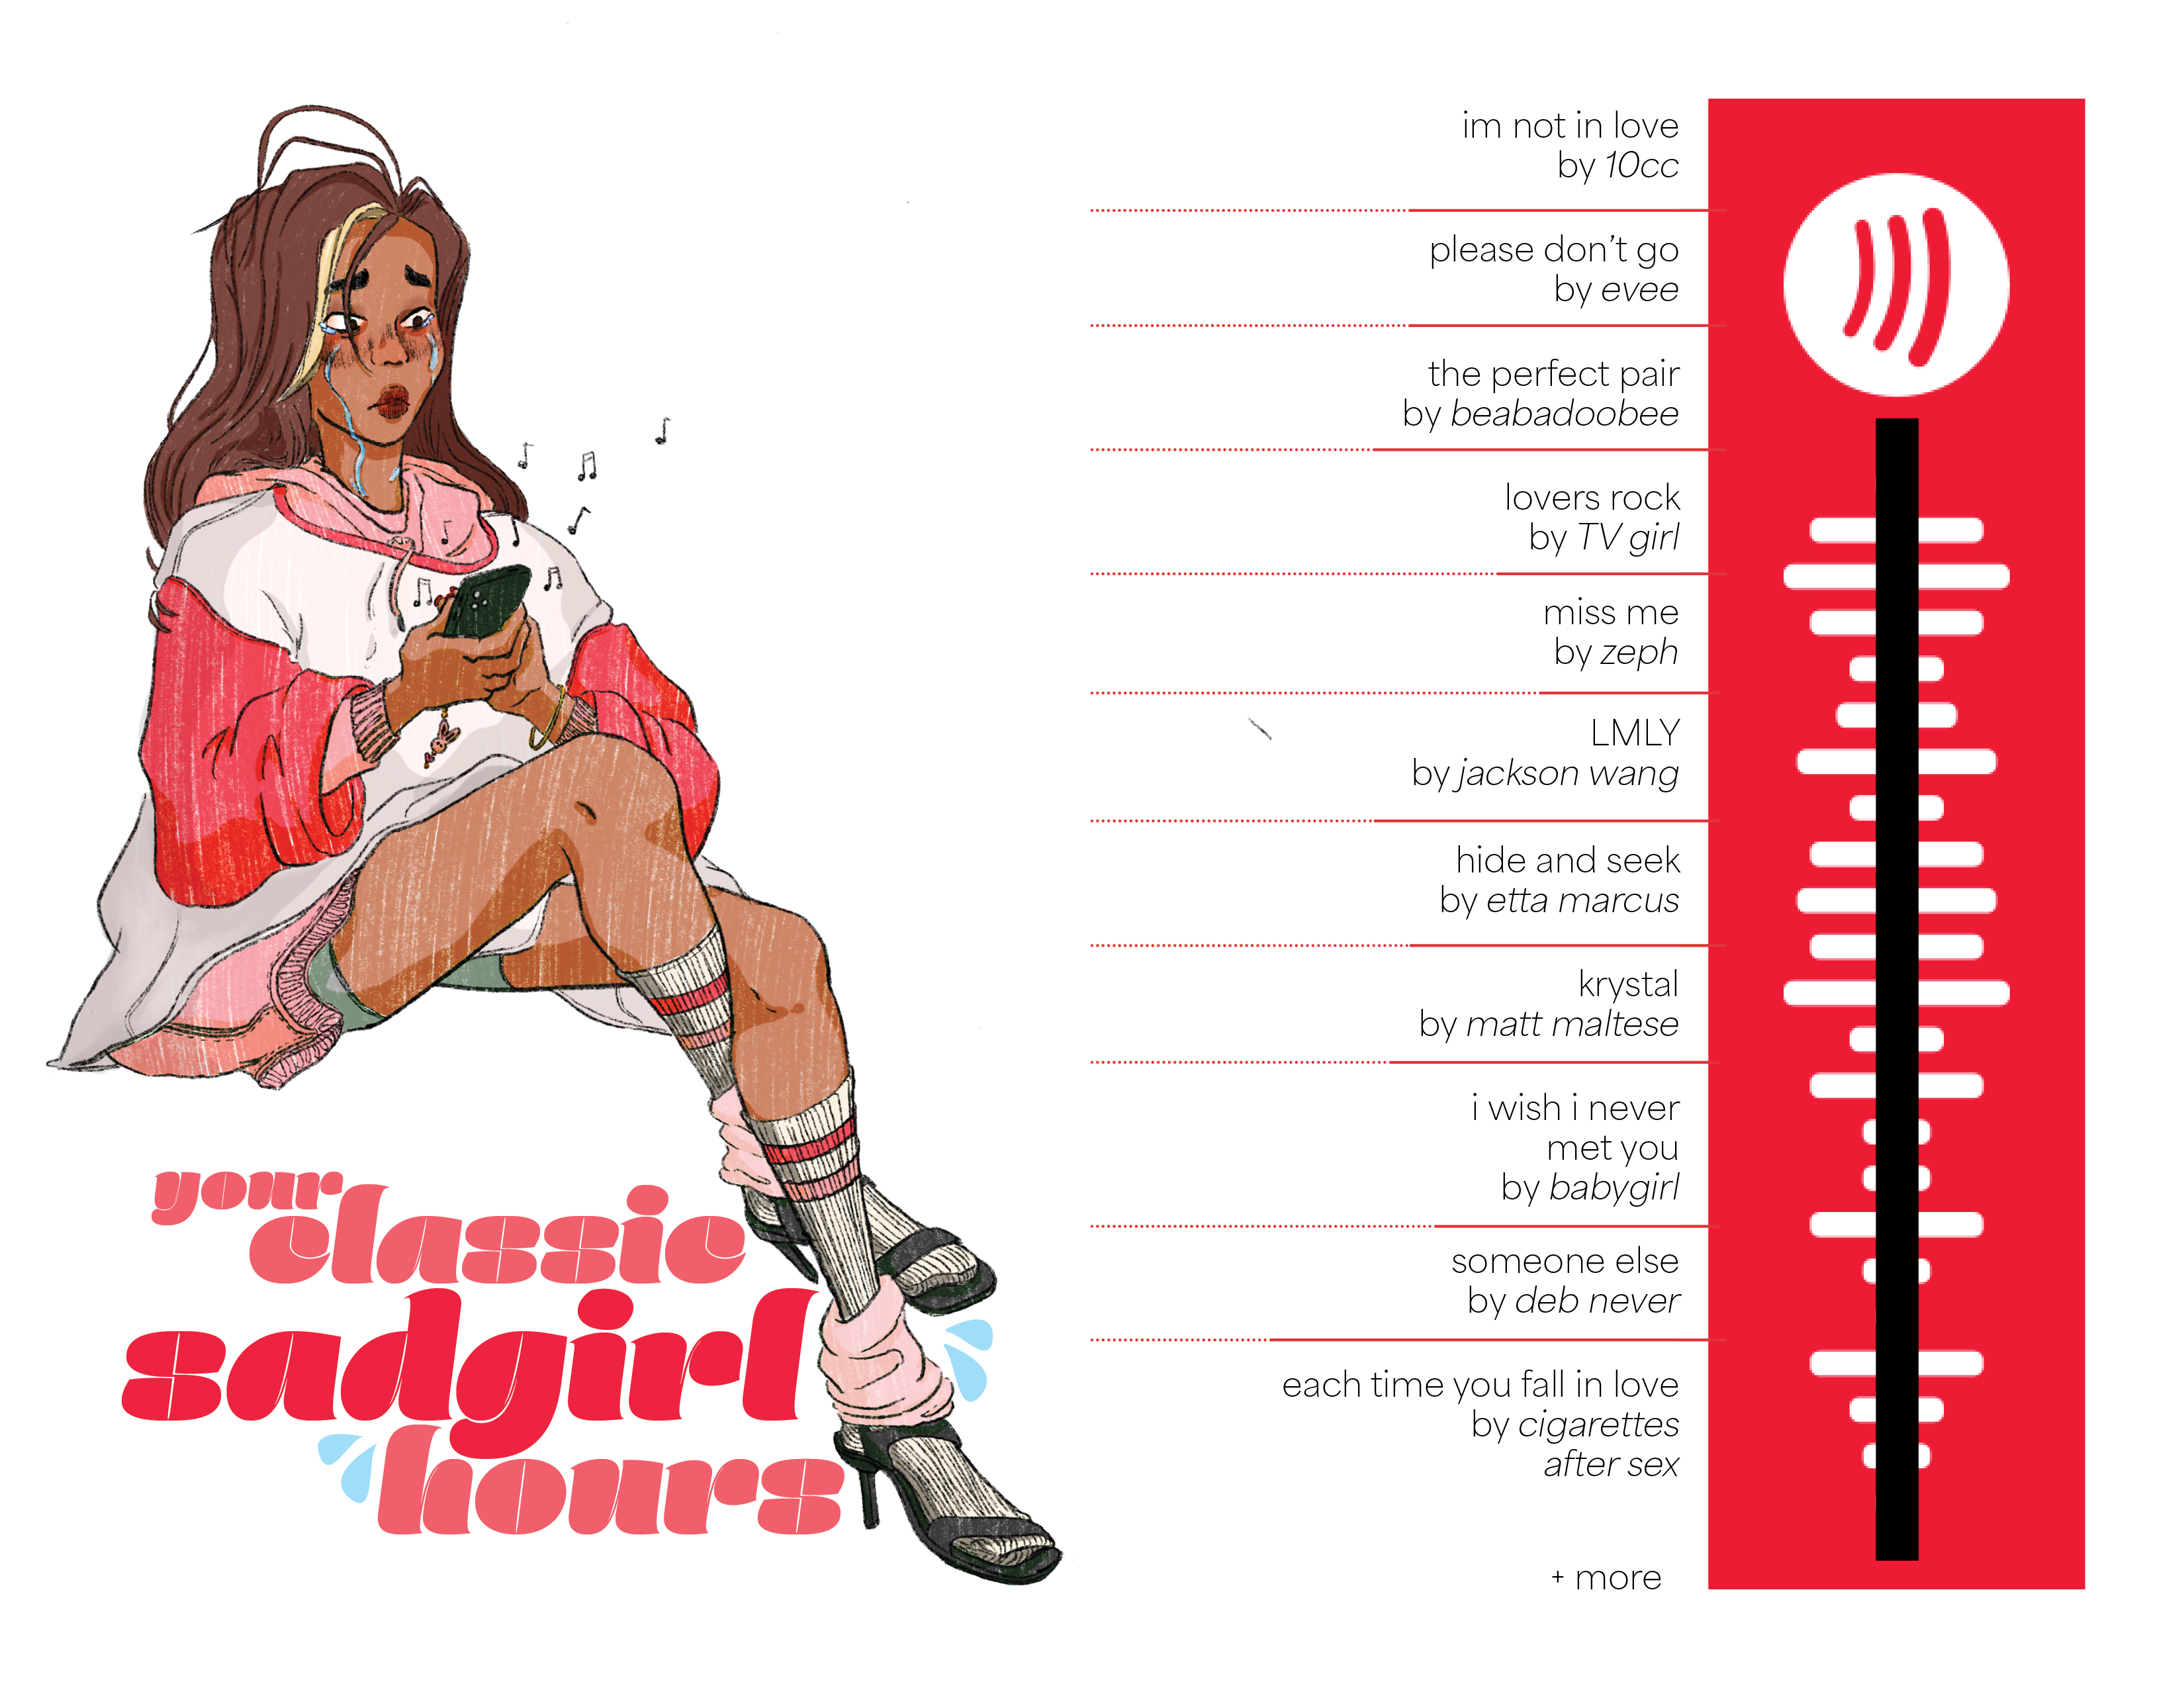 your
classic
sadgirl
hours
im not in love
by 10cc
please don’t go
by evee
the perfect pair
by beabadoobee
lovers rock
by TV girl
miss me
by zeph
LMLY
by jackson wang
hide and seek
by etta marcus
krystal
by matt maltese
i wish i never
met you
by babygirl
someone else
by deb never
each time you fall in love
by cigarettes
after sex
+ more